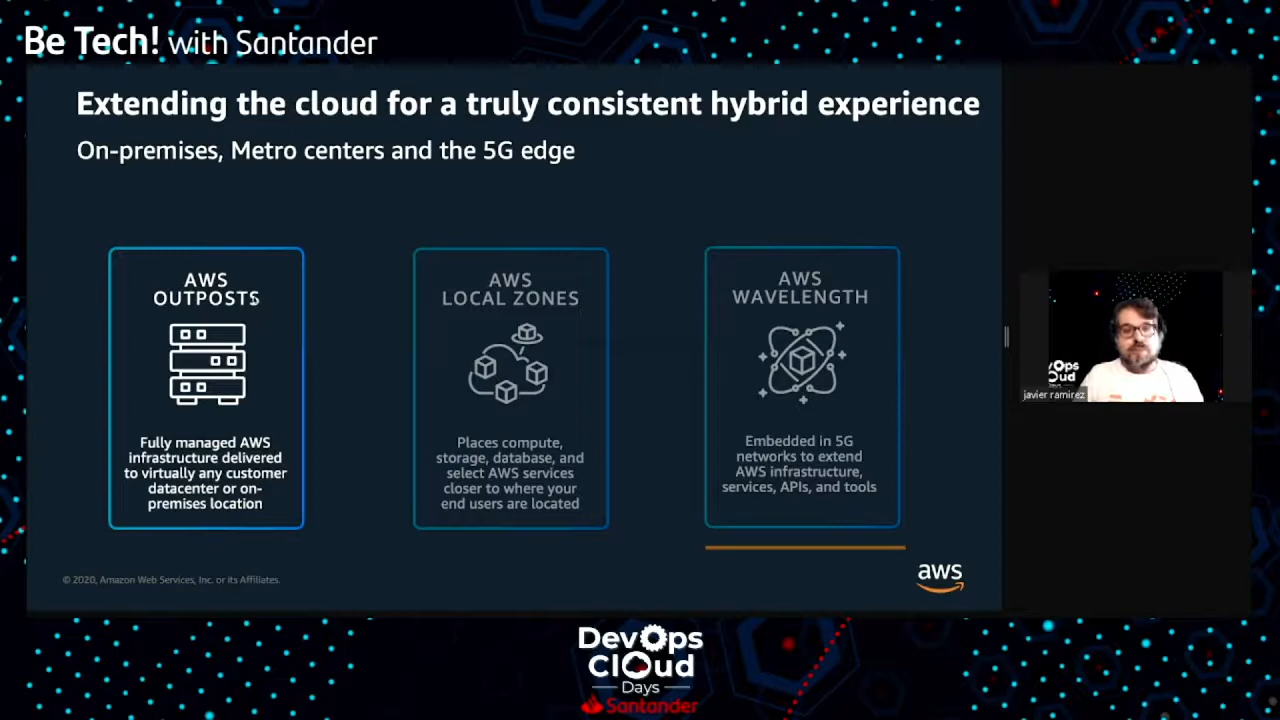 Be Tech! with Santander
Extending the cloud for a truly consistent hybrid experience
On-premises, Metro centers and the 5G edge
AWS
OUTPOSTS
Fully managed AWS
infrastructure delivered
to virtually any customer
datacenter or on-
premises location
AWS
LOCAL ZONES
Places compute,
storage, database, and
select AWS services
closer to where your
end users are located
AWS
WAVELENGTH
Embedded in 5G
networks to extend
AWS infrastructure,
services, APIs, and tools
© 2020, Amazon Web Services, Inc. or its Affiliates.
aws
vOps
oud
javier ramirez
DevOps
Cloud
Days
Santander